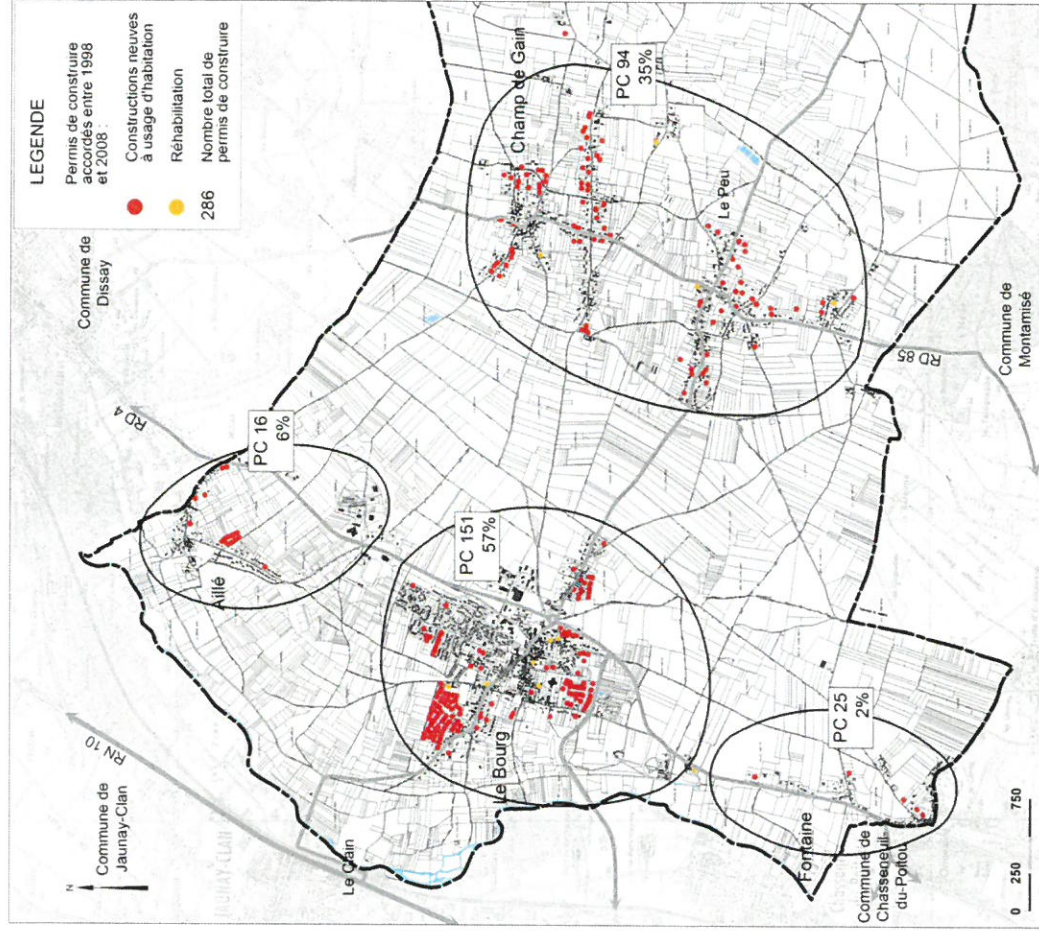 LEGENDE
Permis de construire
accordés entre 1998
et 2008 :
Constructions neuves
à usage d'habitation
Réhabilitation
286
Nombre total de
permis de construire
N
Commune de
Jaunay-Clan
RN 10
Le Clain
RD 4
Commune de
Dissay
PC 16
6%
Aillé
PC 151
57%
Le Bourg
Champ de Gain
PC 94
35%
Le Peu
RD 85
Commune de
Montamisé
PC 25
2%
Fontaine
Commune de
Chasseneuil-
du-Poitou
0 250 750
JAUNAY-CLAN